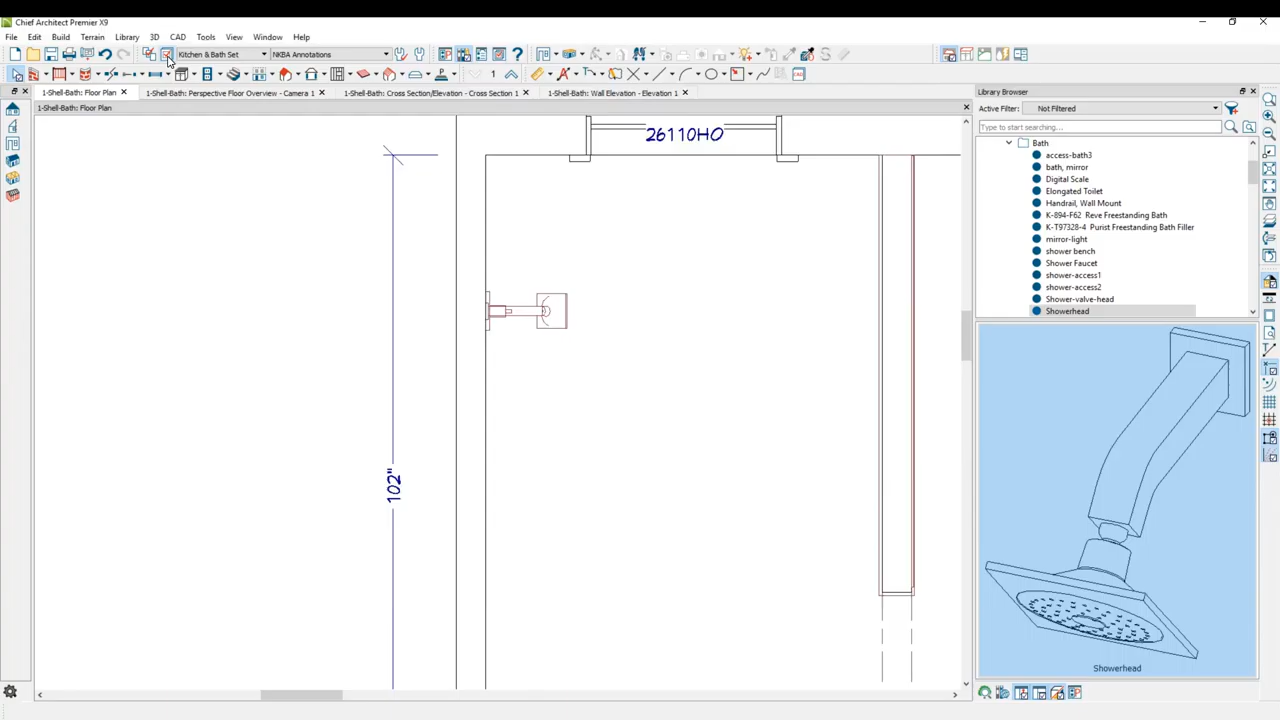 Chief Architect Premier X9
File Edit Build Terrain Library 3D CAD Tools View Window Help
Kitchen & Bath Set NKBA Annotations
1
1-Shell-Bath: Floor Plan 1-Shell-Bath: Perspective Floor Overview - Camera 1 1-Shell-Bath: Cross Section/Elevation - Cross Section 1 1-Shell-Bath: Wall Elevation - Elevation 1
1-Shell-Bath: Floor Plan
26110HO
102"
Library Browser
Active Filter: Not Filtered
Type to start searching...
Bath
access-bath3
bath, mirror
Digital Scale
Elongated Toilet
Handrail, Wall Mount
K-894-F62 Reve Freestanding Bath
K-T97328-4 Purist Freestanding Bath Filler
mirror-light
shower bench
Shower Faucet
shower-access1
shower-access2
Shower-valve-head
Showerhead
Showerhead